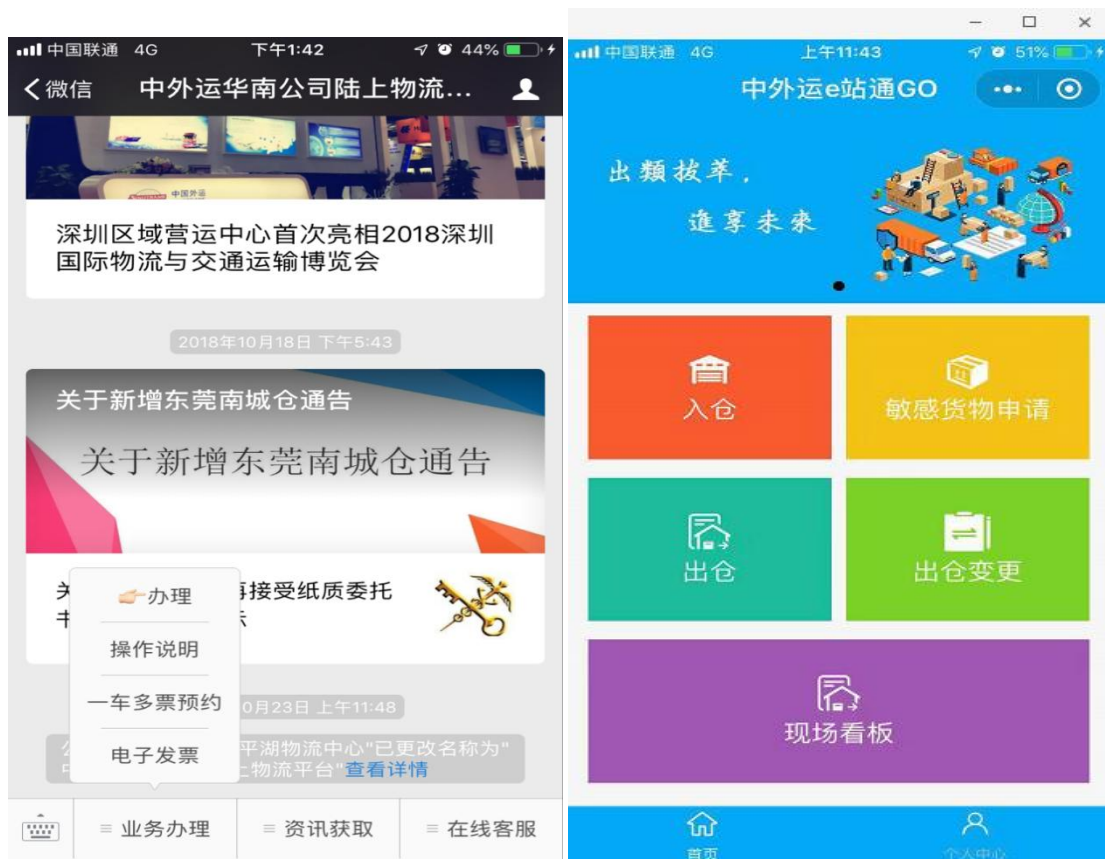 中国联通 4G 下午1:42 44%
微信 中外运华南公司陆上物流...
中国外运
深圳区域营运中心首次亮相2018深圳
国际物流与交通运输博览会
2018年10月18日 下午5:43
关于新增东莞南城仓通告
关于新增东莞南城仓通告
接受纸质委托
办理
操作说明
一车多票预约
电子发票
0月23日 上午11:48
平湖物流中心"已更改名称为"
上物流平台"查看详情
业务办理 资讯获取 在线客服
中国联通 4G 上午11:43 51%
中外运e站通GO
出類拔萃,
進享未來
入仓
敏感货物申请
出仓
出仓变更
现场看板
首页
个人中心